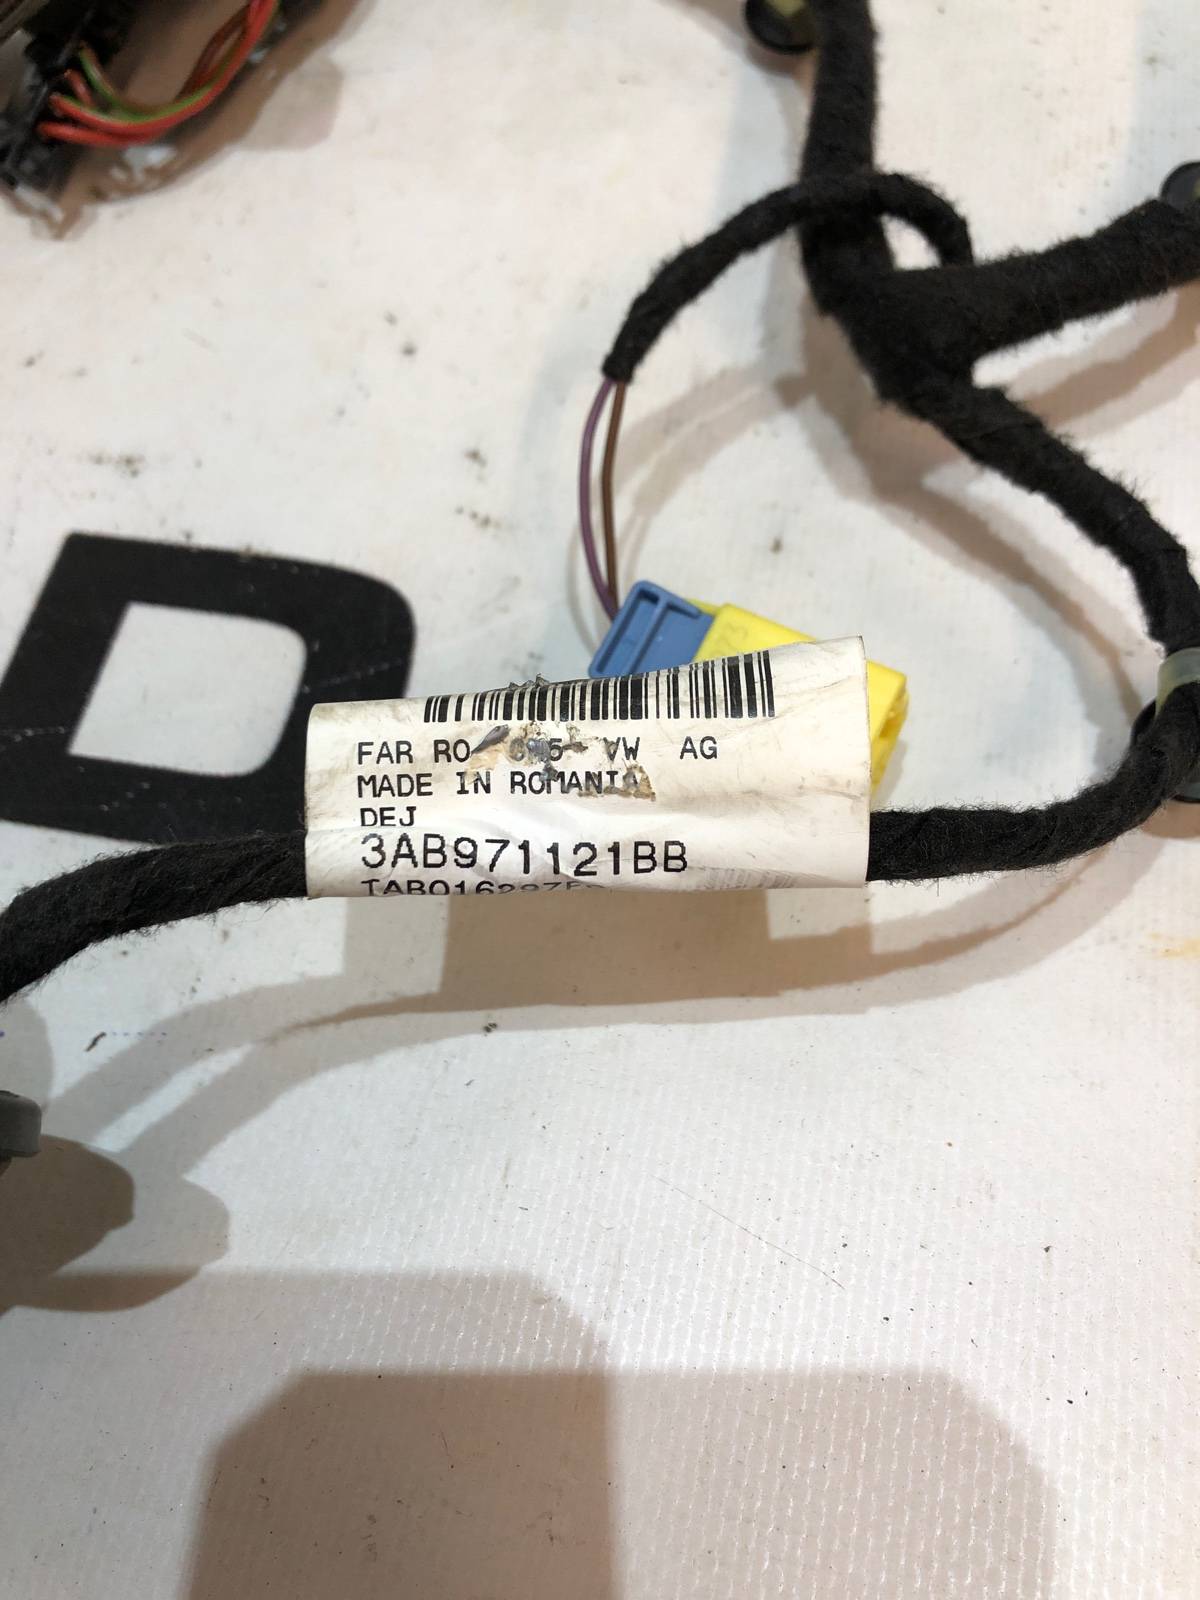 D
FAR RO VW AG
MADE IN ROMANIA
DEJ
3AB971121BB